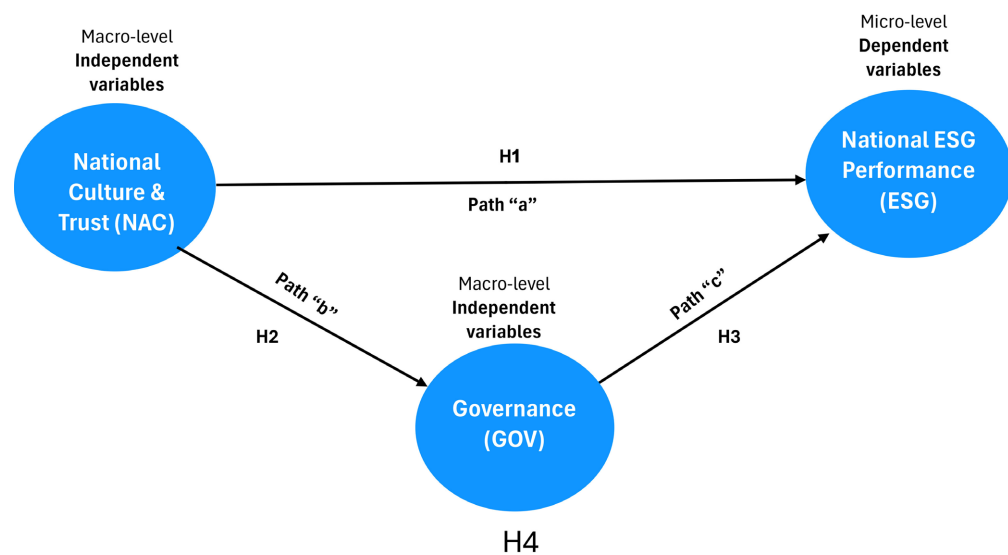 Macro-level
Independent
variables
National
Culture &
Trust (NAC)
Micro-level
Dependent
variables
National ESG
Performance
(ESG)
H1
Path “a”
Path “b”
H2
Macro-level
Independent
variables
Path “c”
H3
Governance
(GOV)
H4